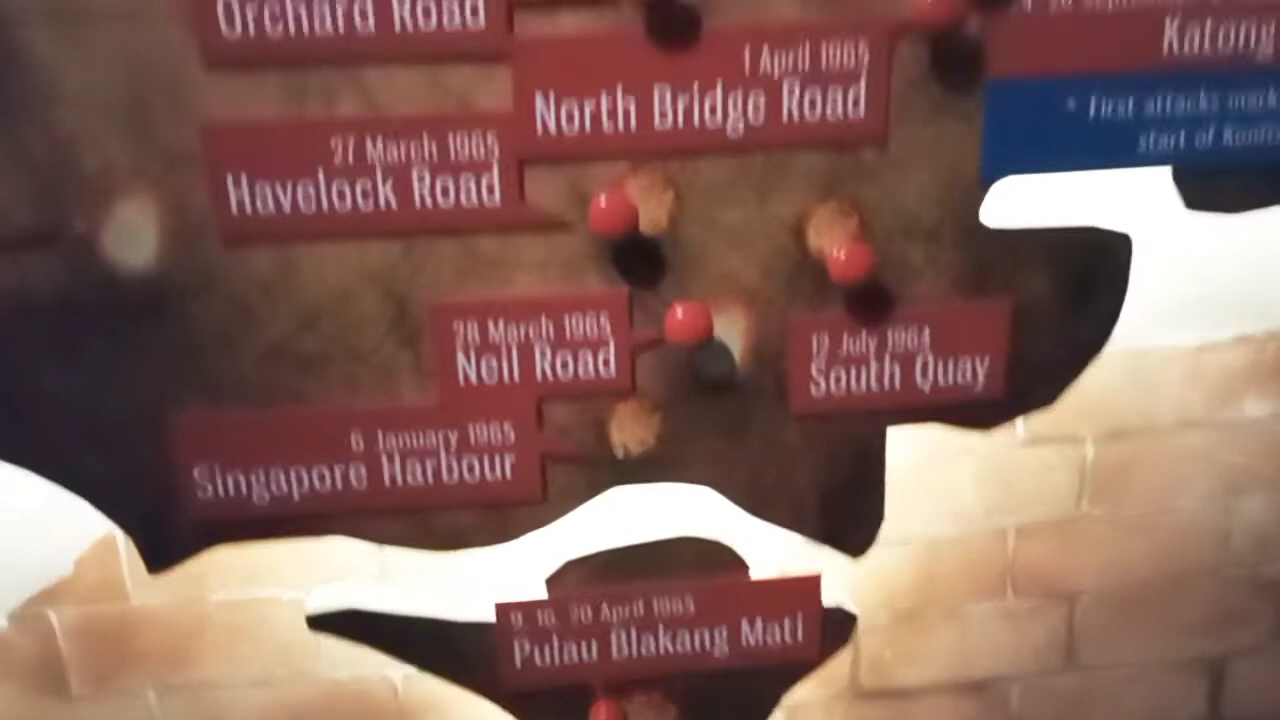 Orchard Road
1 April 1965
North Bridge Road
Katong
* First attacks mark
start of
27 March 1965
Havelock Road
28 March 1965
Neil Road
12 July 1964
South Quay
6 January 1965
Singapore Harbour
9, 16, 20 April 1965
Pulau Blakang Mati